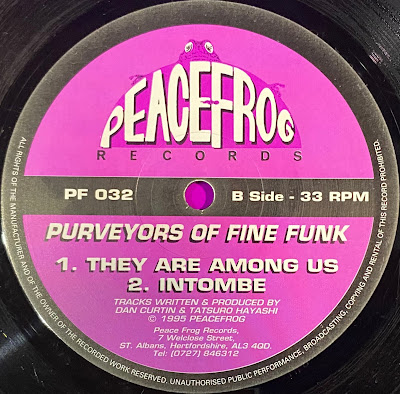 PEACEFROG
RECORDS
PF 032
B Side - 33 RPM
PURVEYORS OF FINE FUNK
1. THEY ARE AMONG US
2. INTOMBE
TRACKS WRITTEN & PRODUCED BY
DAN CURTIN & TATSURO HAYASHI
© 1995 PEACEFROG
Peace Frog Records,
7 Welclose Street,
ST. Albans, Hertfordshire, AL3 4QD.
Tel: (0727) 846312
ALL RIGHTS OF THE MANUFACTURER AND OF THE OWNER OF THE RECORDED WORK RESERVED. UNAUTHORISED PUBLIC PERFORMANCE, BROADCASTING, COPYING AND RENTAL OF THIS RECORD PROHIBITED.